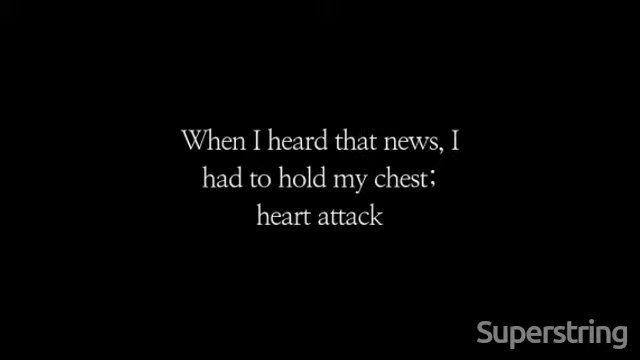 When I heard that news, I
had to hold my chest;
heart attack
Superstring